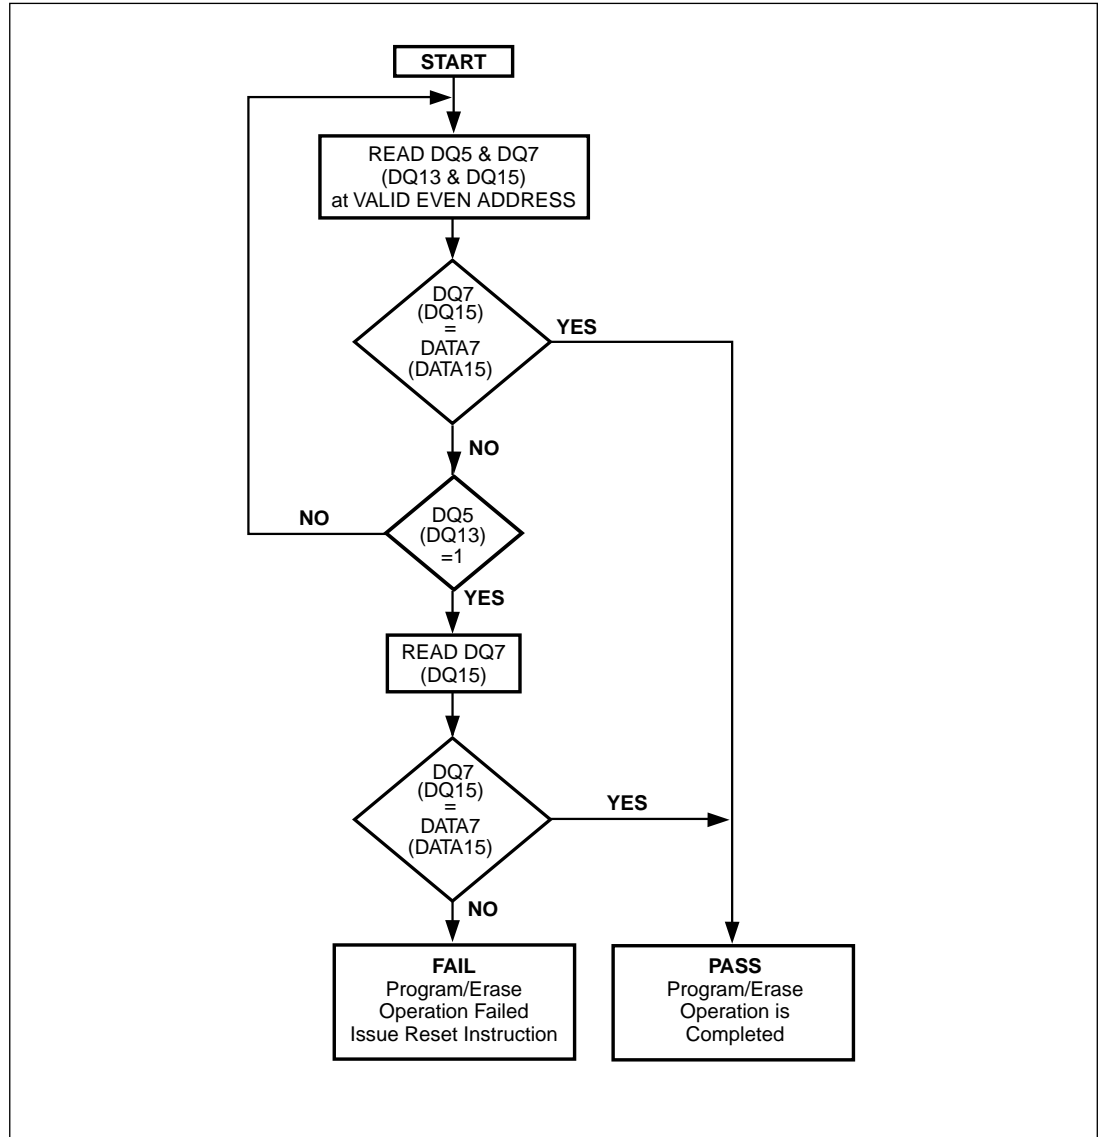 START
READ DQ5 & DQ7
(DQ13 & DQ15)
at VALID EVEN ADDRESS
DQ7
(DQ15)
=
DATA7
(DATA15)
YES
NO
DQ5
(DQ13)
=1
NO
YES
READ DQ7
(DQ15)
DQ7
(DQ15)
=
DATA7
(DATA15)
YES
NO
FAIL
Program/Erase
Operation Failed
Issue Reset Instruction
PASS
Program/Erase
Operation is
Completed